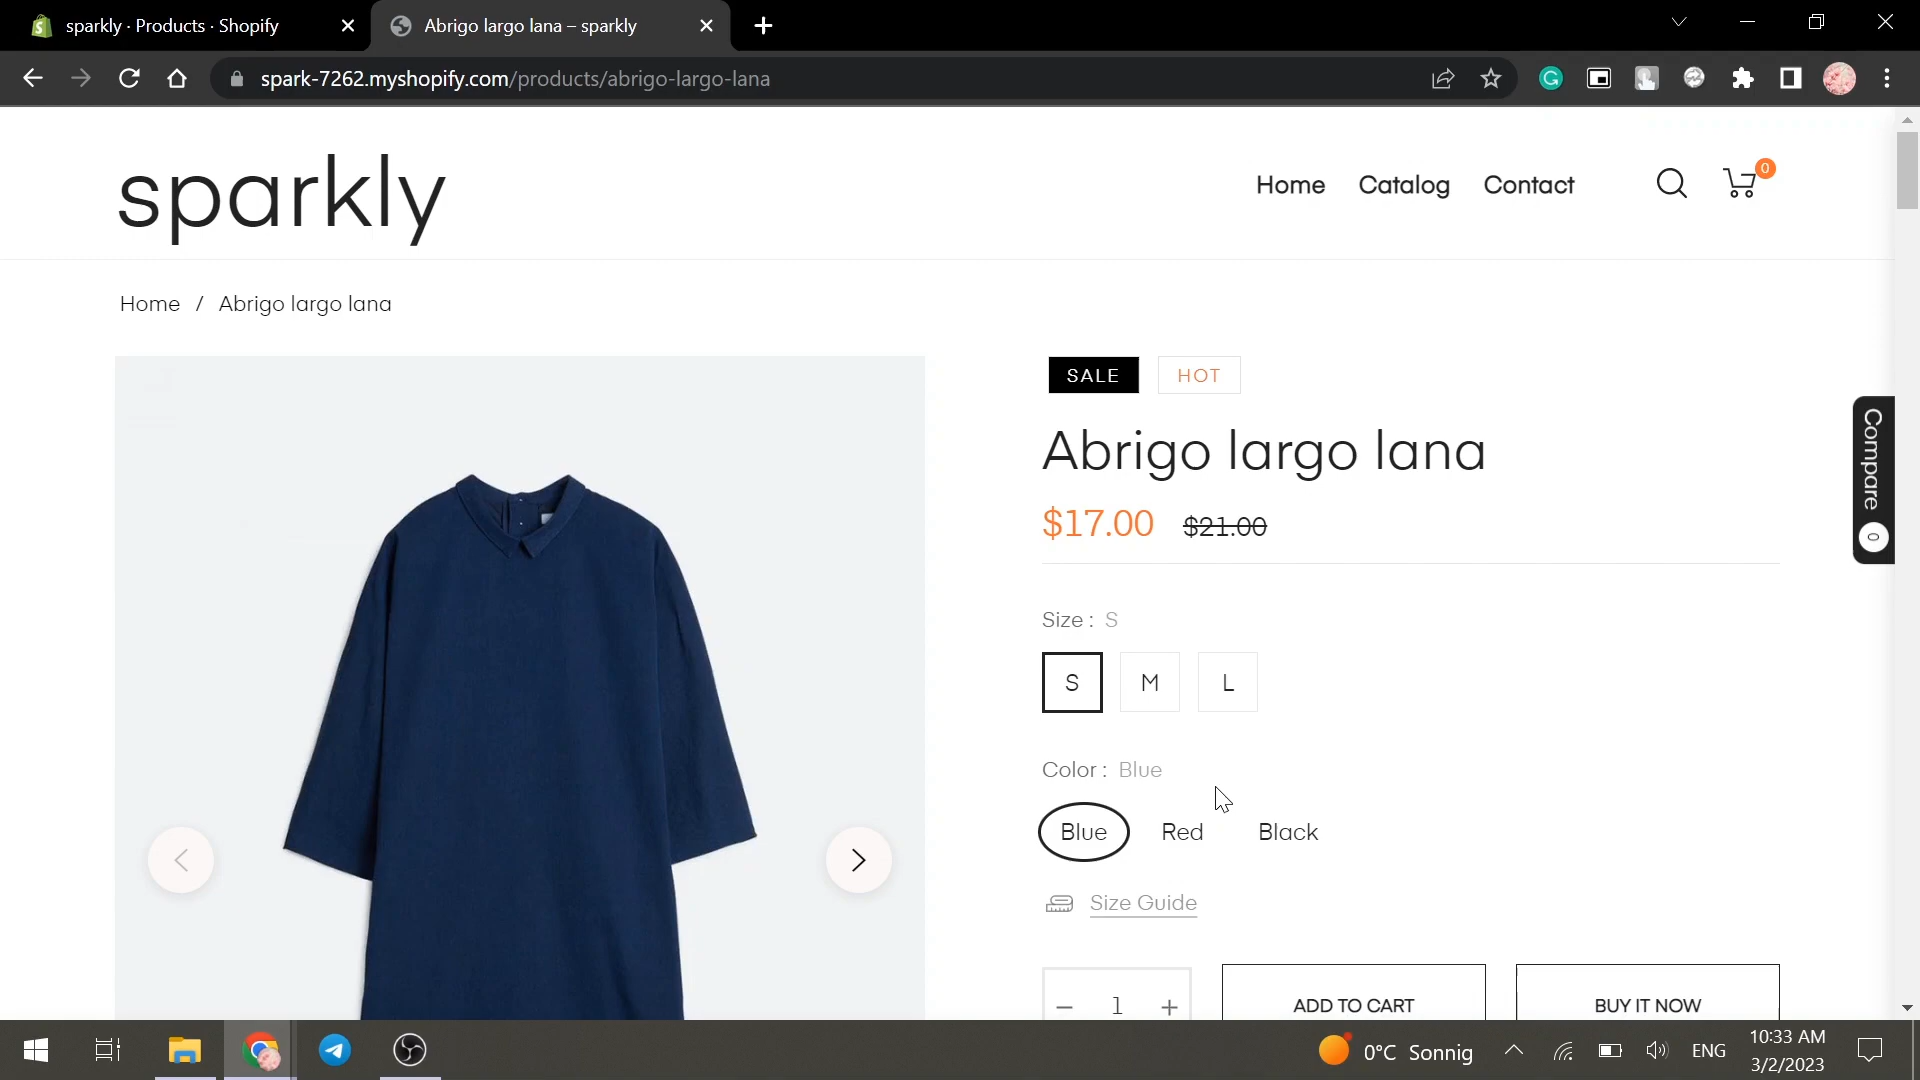 sparkly · Products · Shopify
Abrigo largo lana – sparkly
spark-7262.myshopify.com/products/abrigo-largo-lana
sparkly
Home Catalog Contact
0
Home / Abrigo largo lana
SALE HOT
Abrigo largo lana
$17.00 $21.00
Compare 0
Size : S
S M L
Color : Blue
Blue Red Black
Size Guide
− 1 + ADD TO CART BUY IT NOW
0°C Sonnig ENG
10:33 AM
3/2/2023